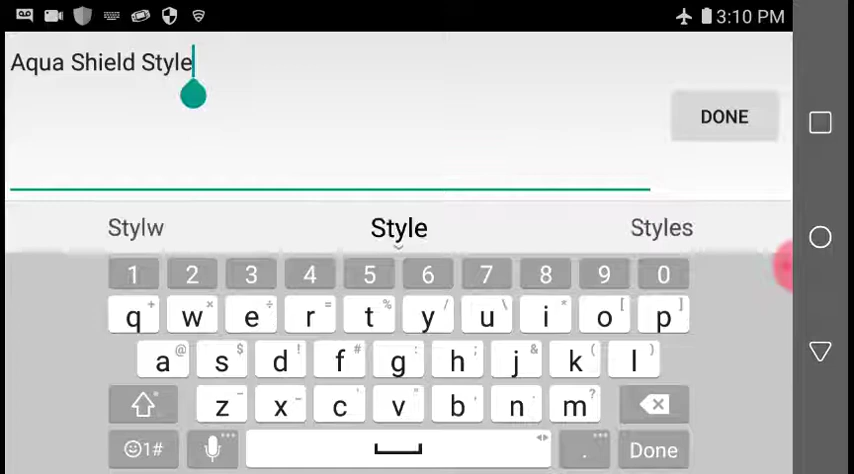 3:10 PM
Aqua Shield Style
DONE
Stylw Style Styles
1 2 3 4 5 6 7 8 9 0
q + w × e ÷ r = t % y / u \ i * o [ p ]
a @ s $ d ! f # g : h ; j & k ( l )
z - x _ c " v ' b , n . m ?
☺1# ... . Done